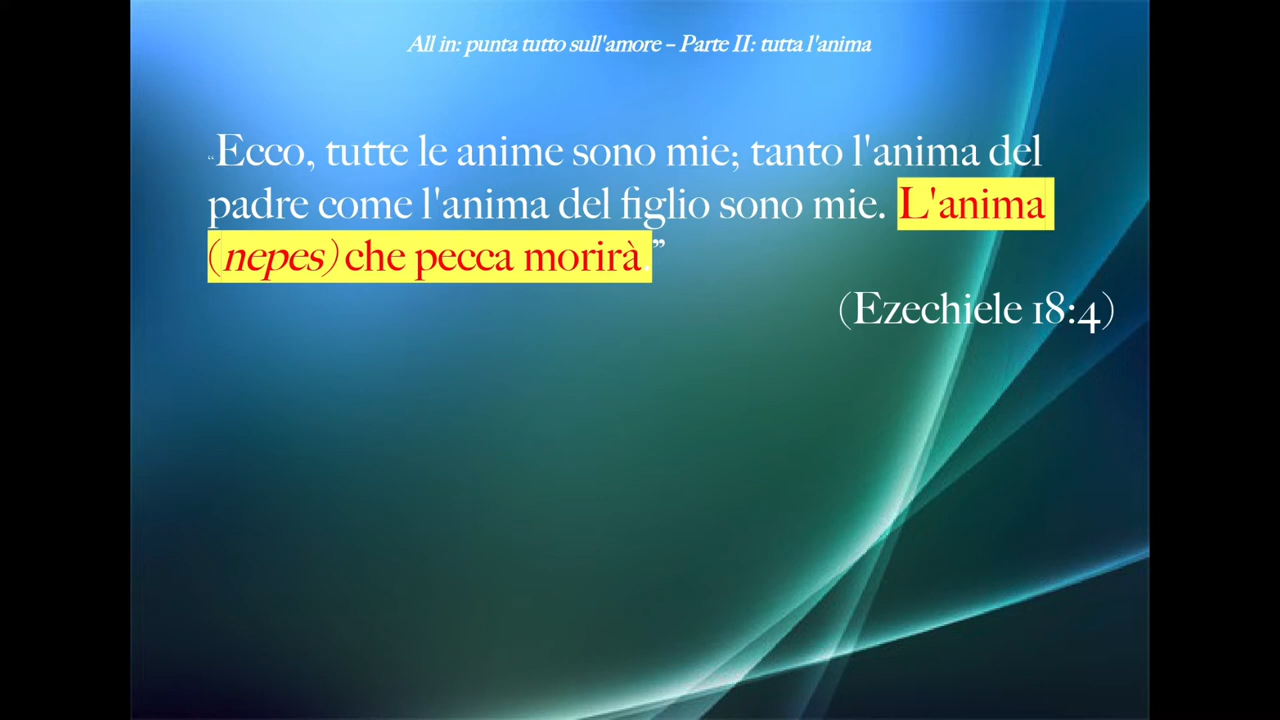 All in: punta tutto sull'amore – Parte II: tutta l'anima
“Ecco, tutte le anime sono mie; tanto l'anima del
padre come l'anima del figlio sono mie. L'anima
(nepes) che pecca morirà.”
(Ezechiele 18:4)